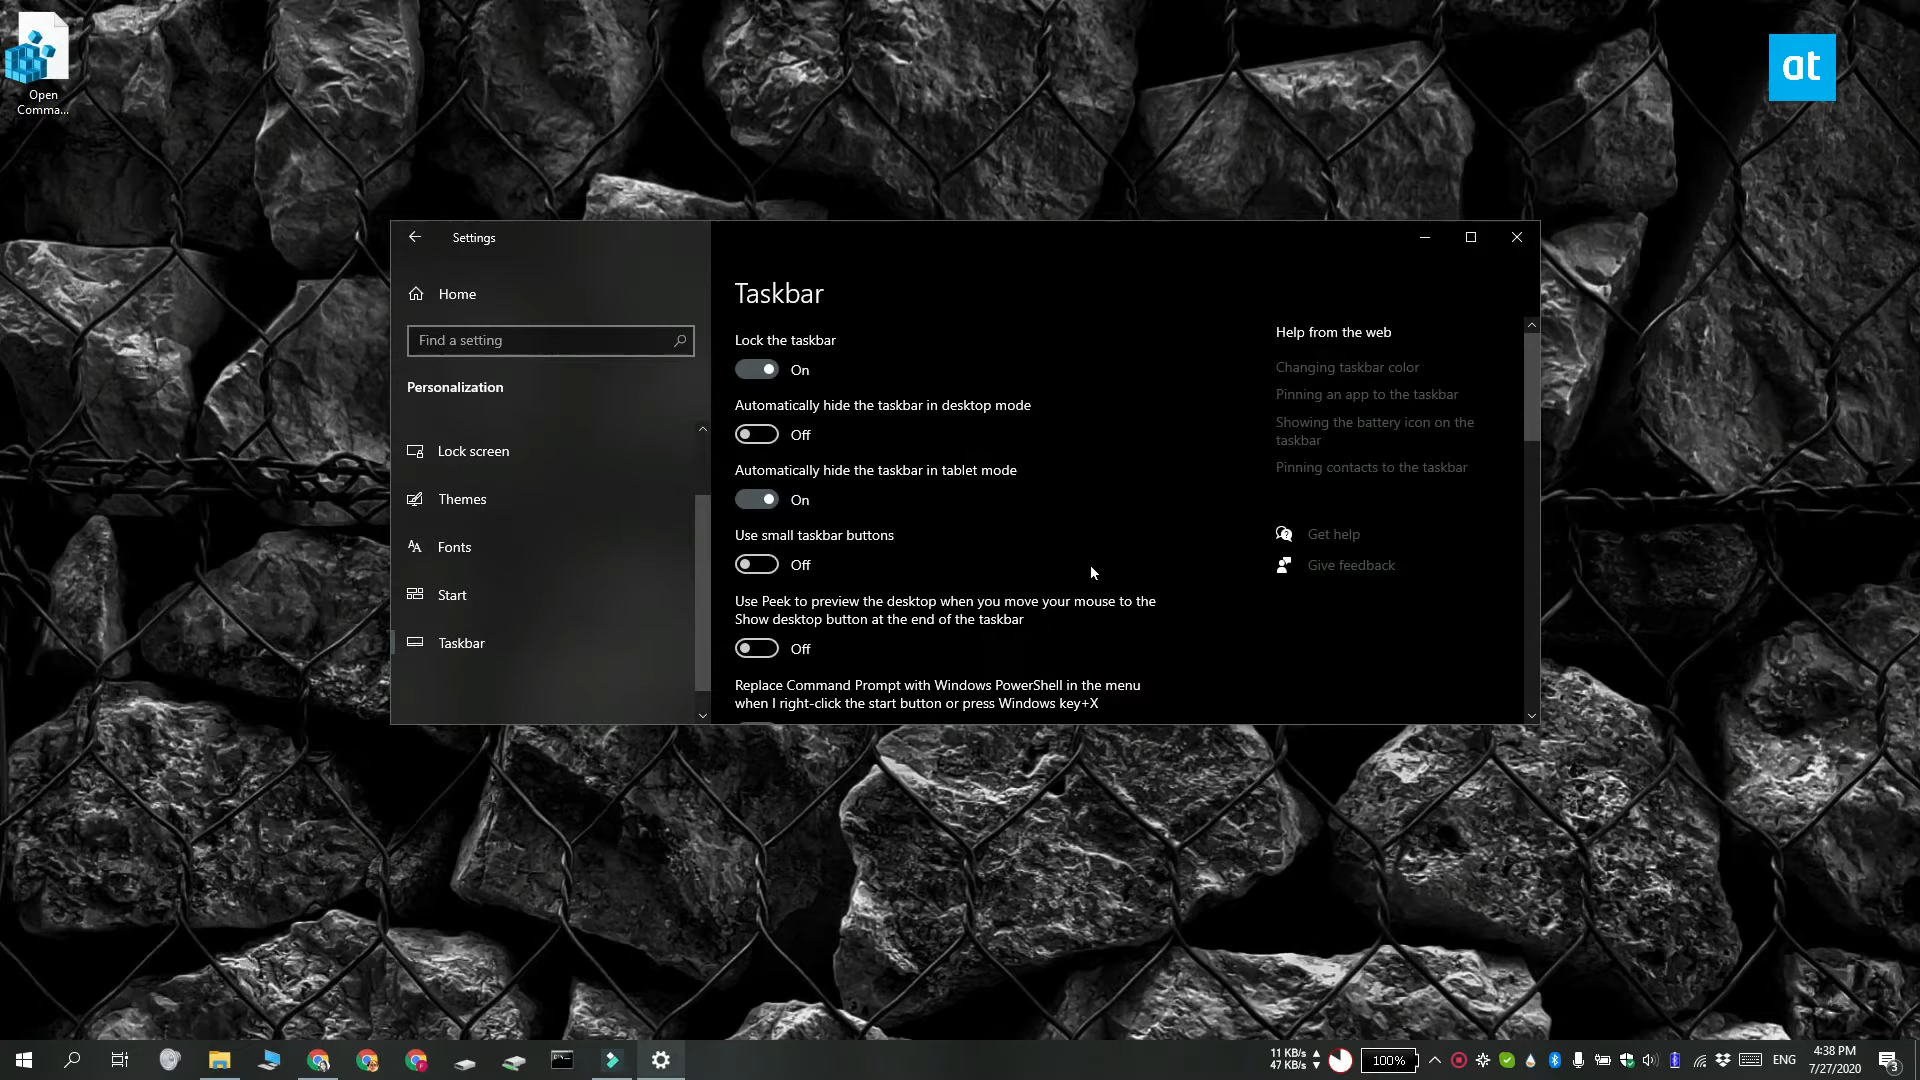 Open
Comma...
at
Settings
Home
Find a setting
Personalization
Lock screen
Themes
Fonts
Start
Taskbar
Taskbar
Lock the taskbar
On
Automatically hide the taskbar in desktop mode
Off
Automatically hide the taskbar in tablet mode
On
Use small taskbar buttons
Off
Use Peek to preview the desktop when you move your mouse to the
Show desktop button at the end of the taskbar
Off
Replace Command Prompt with Windows PowerShell in the menu
when I right-click the start button or press Windows key+X
Help from the web
Changing taskbar color
Pinning an app to the taskbar
Showing the battery icon on the
taskbar
Pinning contacts to the taskbar
Get help
Give feedback
11 KB/s
47 KB/s
100%
ENG
4:38 PM
7/27/2020
3